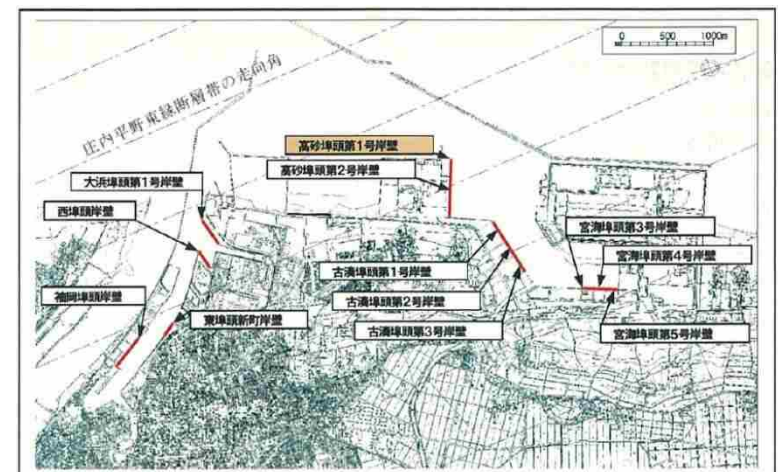 0 500 1000m
庄内平野東縁断層帯の走向角
高砂埠頭第1号岸壁
高砂埠頭第2号岸壁
大浜埠頭第1号岸壁
西埠頭岸壁
袖岡埠頭岸壁
東埠頭新町岸壁
古湊埠頭第1号岸壁
古湊埠頭第2号岸壁
古湊埠頭第3号岸壁
宮海埠頭第3号岸壁
宮海埠頭第4号岸壁
宮海埠頭第5号岸壁